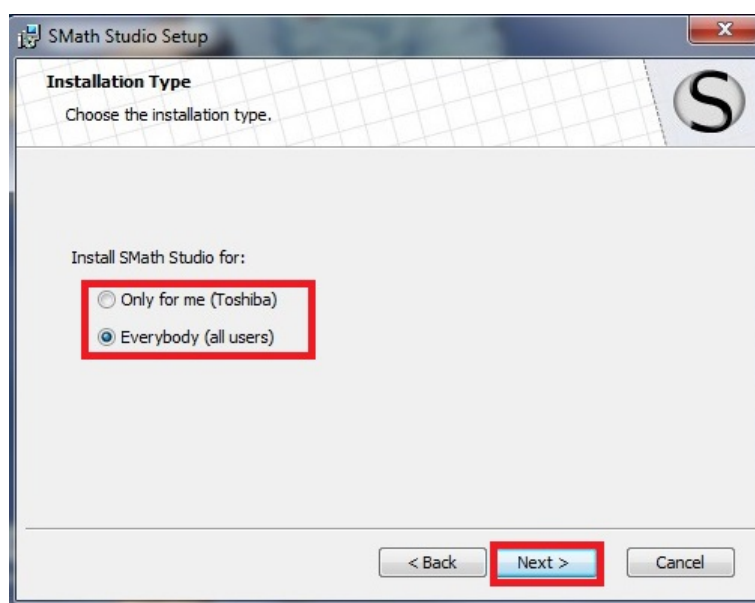 SMath Studio Setup
Installation Type
Choose the installation type.
S
Install SMath Studio for:
Only for me (Toshiba)
Everybody (all users)
< Back Next > Cancel